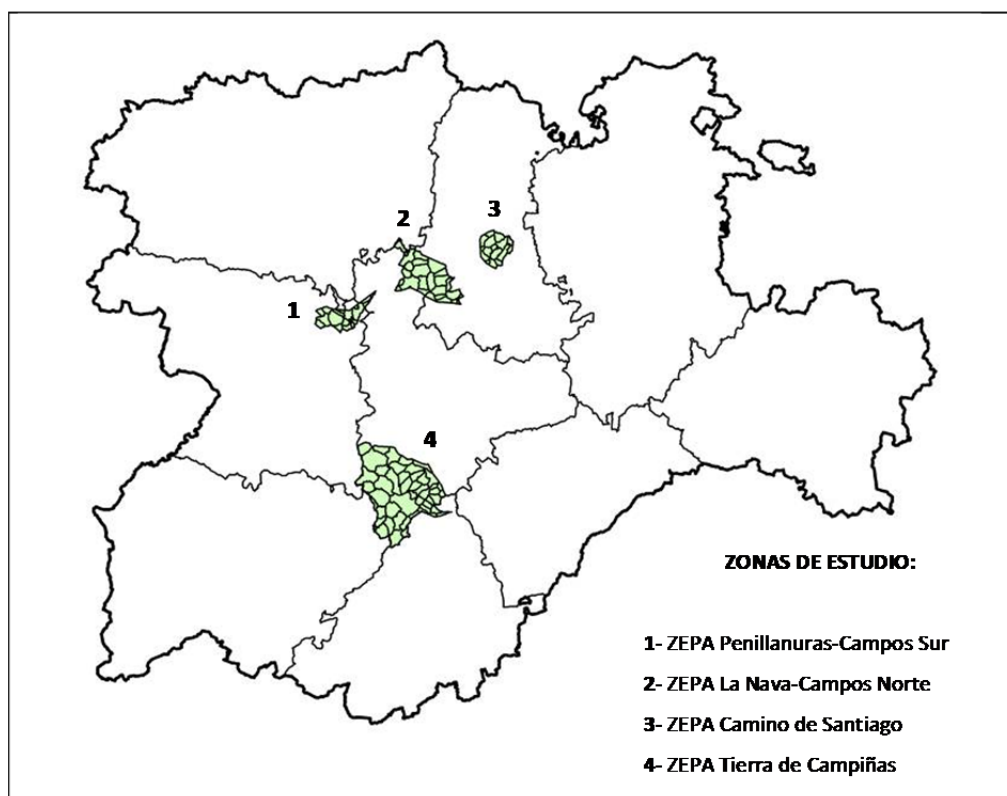 2
3
1
4
ZONAS DE ESTUDIO:
1- ZEPA Penillanuras-Campos Sur
2- ZEPA La Nava-Campos Norte
3- ZEPA Camino de Santiago
4- ZEPA Tierra de Campiñas